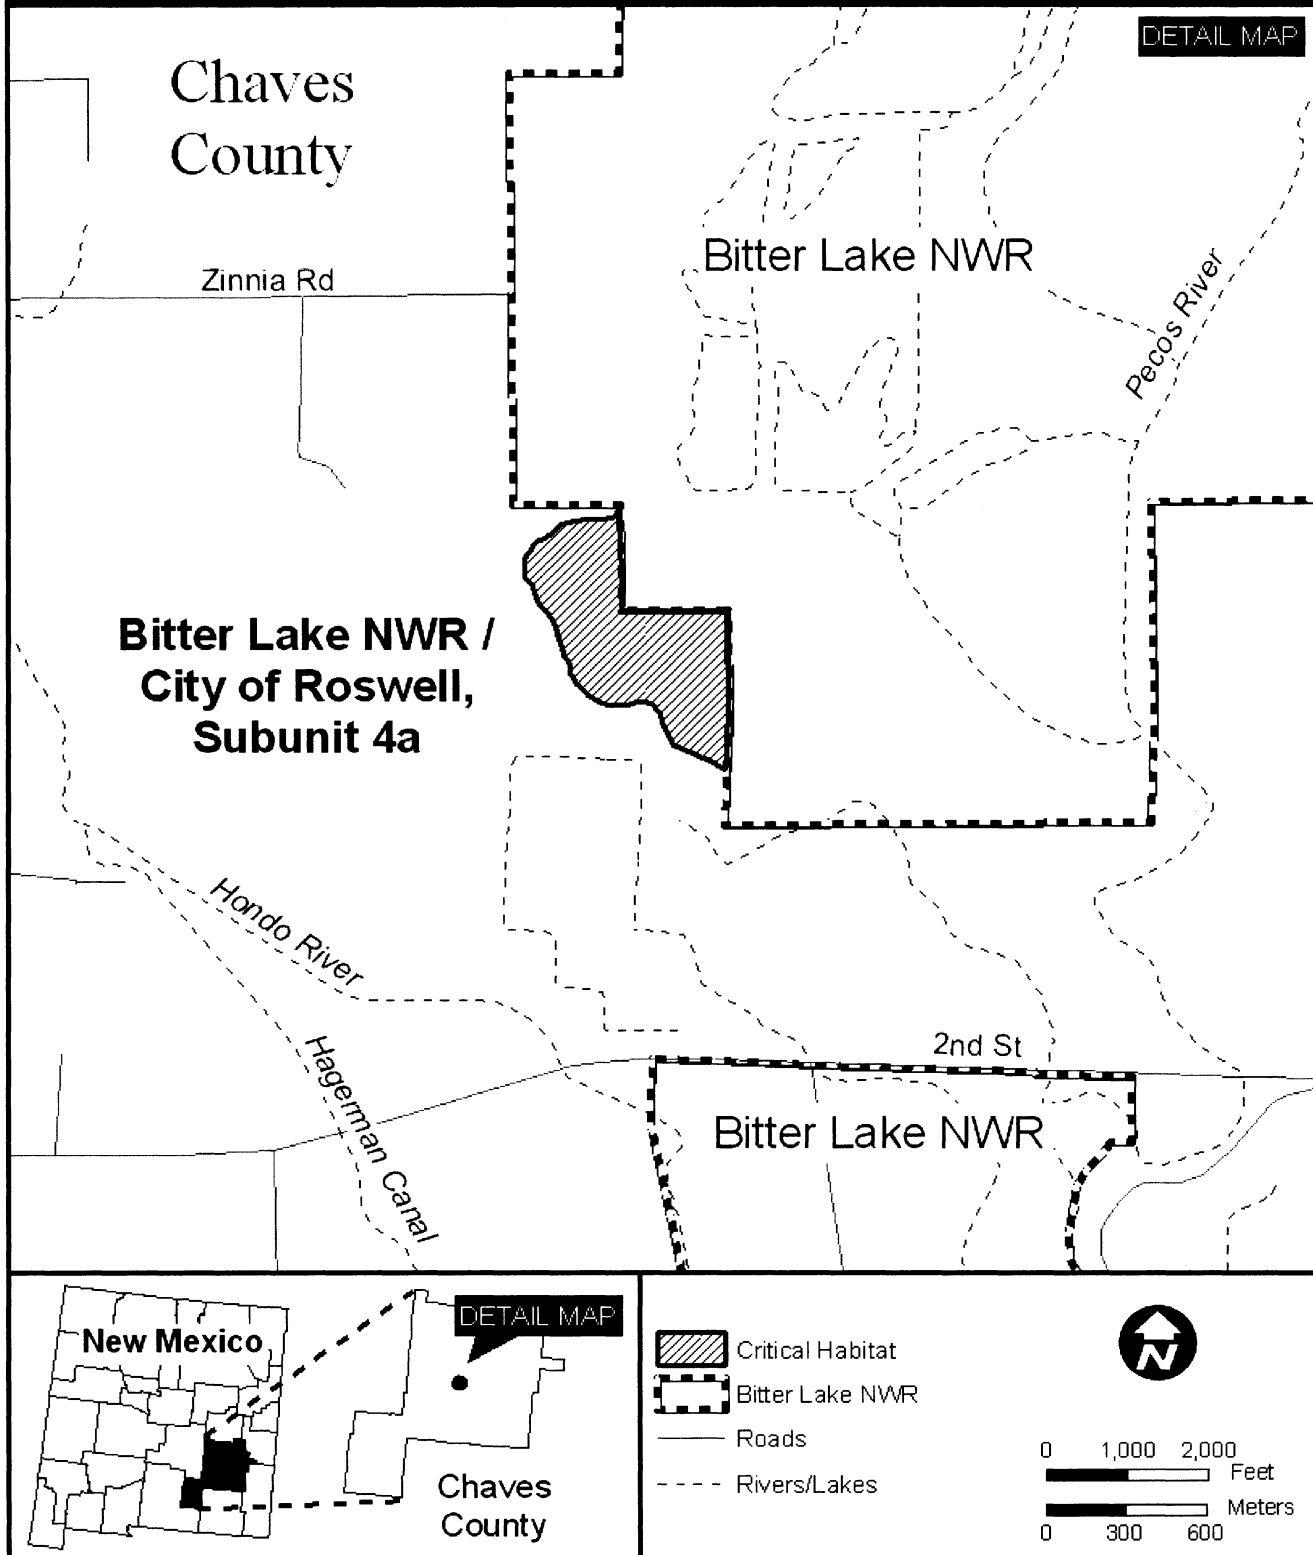 DETAIL MAP
Chaves
County
Bitter Lake NWR
Zinnia Rd
Pecos River
Bitter Lake NWR /
City of Roswell,
Subunit 4a
Hondo River
Hagerman Canal
2nd St
Bitter Lake NWR
New Mexico
DETAIL MAP
Chaves
County
Critical Habitat
Bitter Lake NWR
Roads
Rivers/Lakes
N
0 1,000 2,000
Feet
Meters
0 300 600